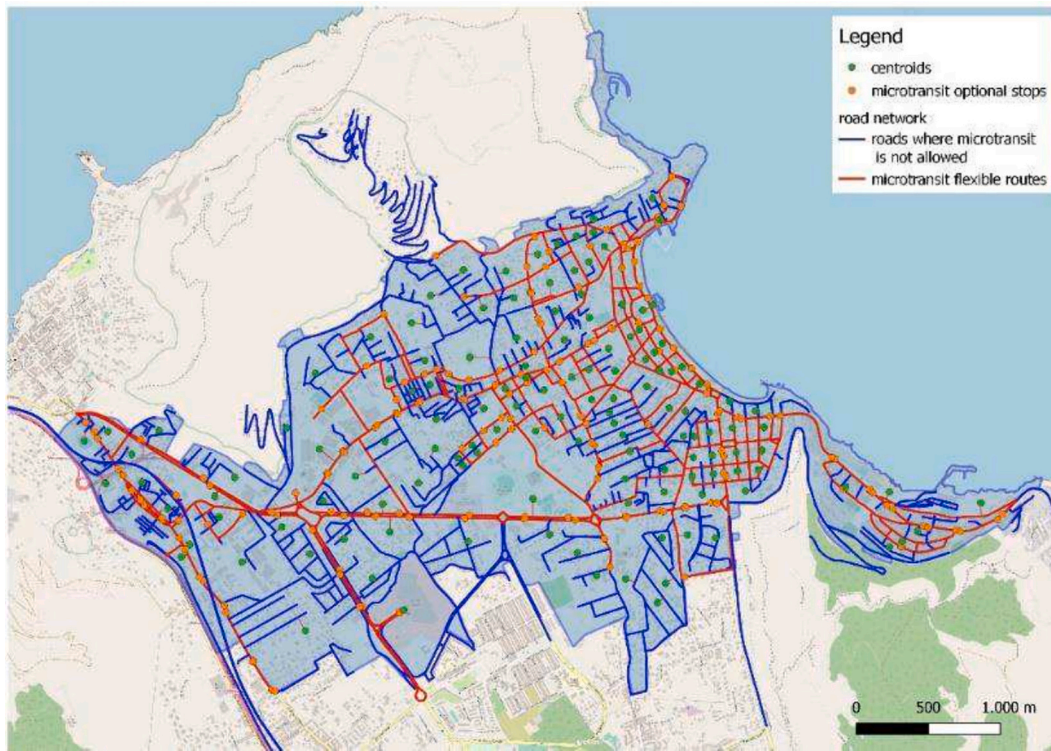 Legend
centroids
microtransit optional stops
road network
roads where microtransit
is not allowed
microtransit flexible routes
0 500 1.000 m